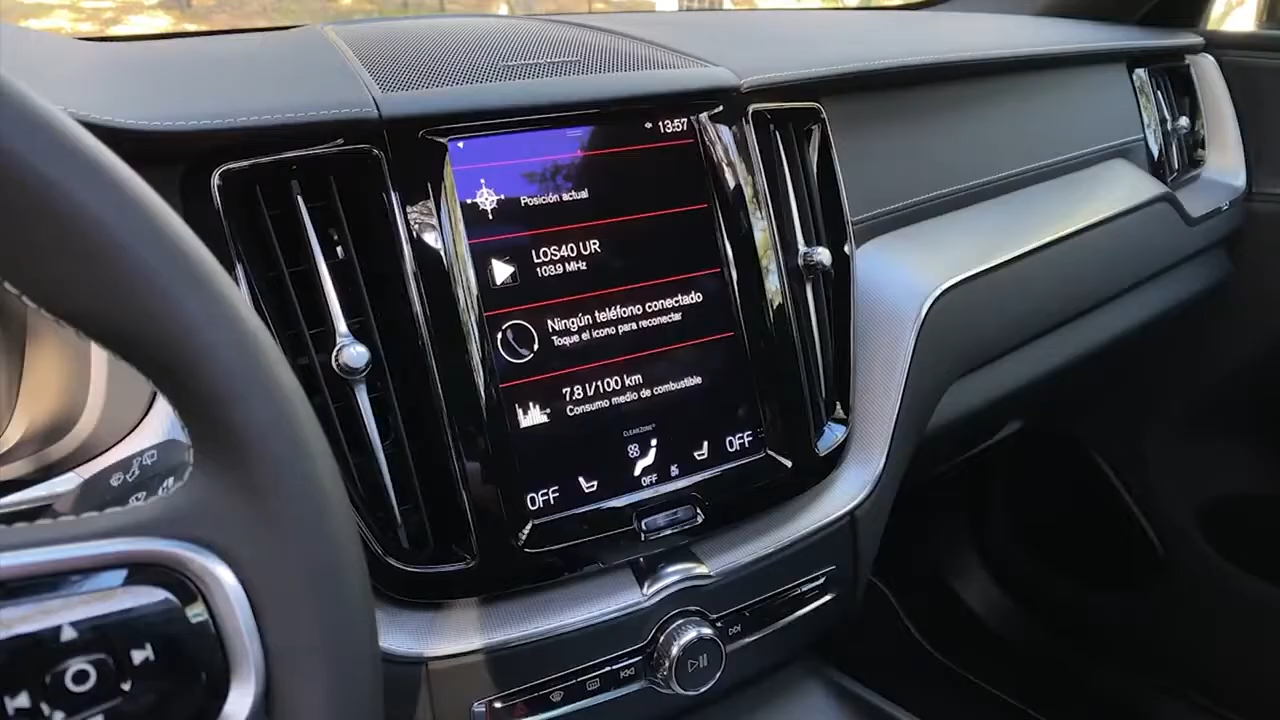 13:57
Posición actual
LOS40 UR
103.9 MHz
Ningún teléfono conectado
Toque el icono para reconectar
7.8 l/100 km
Consumo medio de combustible
CLEANZONE
OFF
OFF
OFF